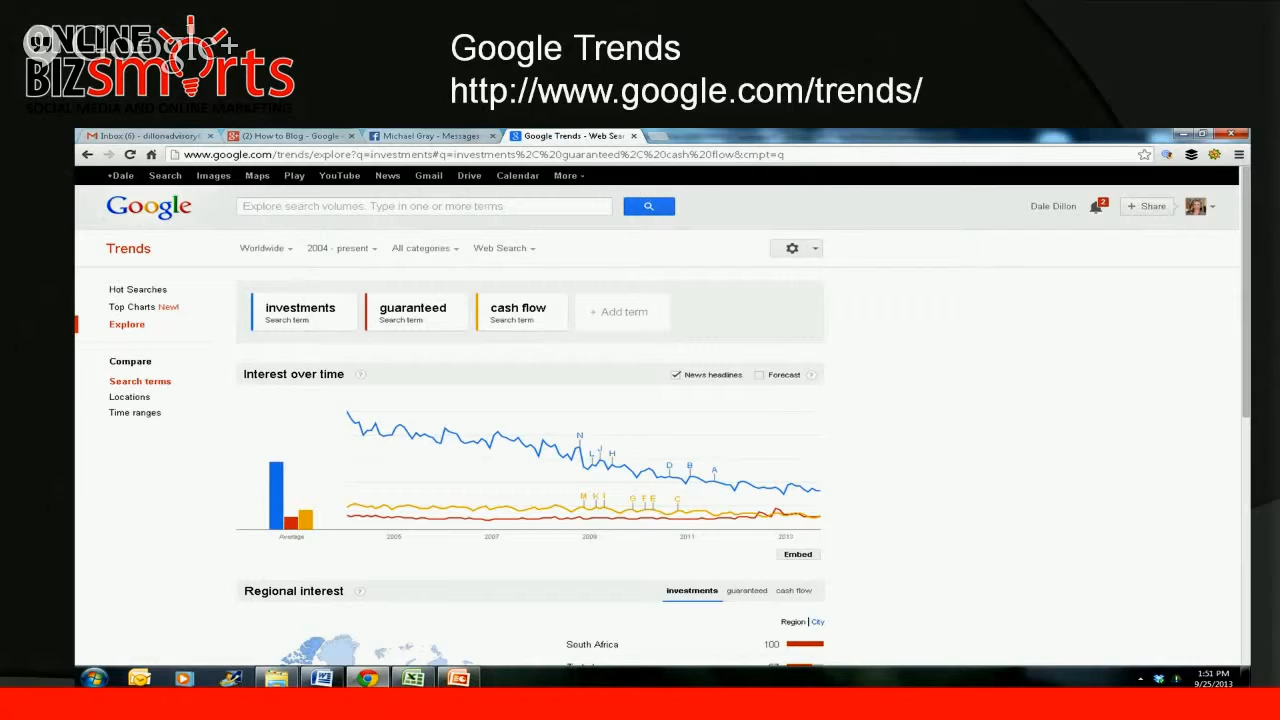 ONLINE
Google+
BIZsmarts
SOCIAL MEDIA AND ONLINE MARKETING
Google Trends
http://www.google.com/trends/
Inbox (6) - dillonadvisory
(2) How to Blog - Google
Michael Gray - Messages
Google Trends - Web Sea
www.google.com/trends/explore?q=investments#q=investments%2C%20guaranteed%2C%20cash%20flow&cmpt=q
+Dale Search Images Maps Play YouTube News Gmail Drive Calendar More
Google
Explore search volumes. Type in one or more terms
Dale Dillon
2
+ Share
Trends
Worldwide
2004 - present
All categories
Web Search
Hot Searches
Top Charts New!
Explore
Compare
Search terms
Locations
Time ranges
investments
Search term
guaranteed
Search term
cash flow
Search term
+ Add term
Interest over time ?
News headlines
Forecast ?
N
L J H
D B A
M K I G F E C
Average
2005 2007 2009 2011 2013
Embed
Regional interest ?
investments guaranteed cash flow
Region | City
South Africa 100
1:51 PM
9/25/2013